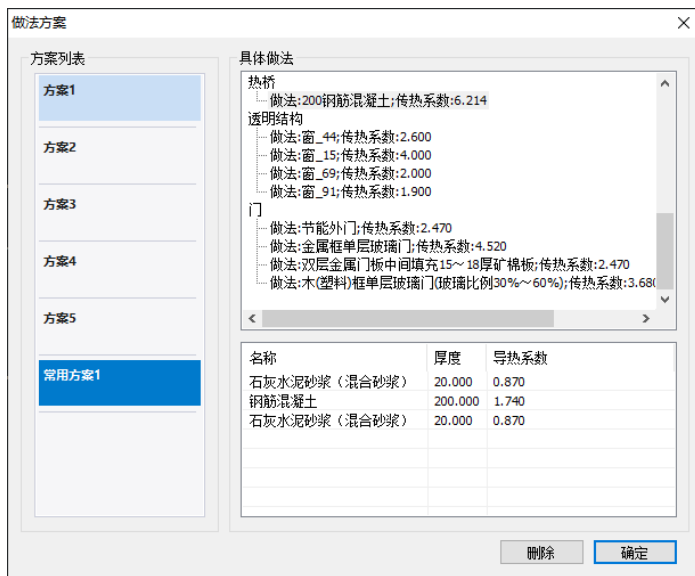 做法方案
方案列表
方案1
方案2
方案3
方案4
方案5
常用方案1
具体做法
热桥
做法:200钢筋混凝土;传热系数:6.214
透明结构
做法:窗_44;传热系数:2.600
做法:窗_15;传热系数:4.000
做法:窗_69;传热系数:2.000
做法:窗_91;传热系数:1.900
门
做法:节能外门;传热系数:2.470
做法:金属框单层玻璃门;传热系数:4.520
做法:双层金属门板中间填充15～18厚矿棉板;传热系数:2.470
做法:木(塑料)框单层玻璃门(玻璃比例30%～60%);传热系数:3.680
名称 厚度 导热系数
石灰水泥砂浆（混合砂浆） 20.000 0.870
钢筋混凝土 200.000 1.740
石灰水泥砂浆（混合砂浆） 20.000 0.870
删除 确定